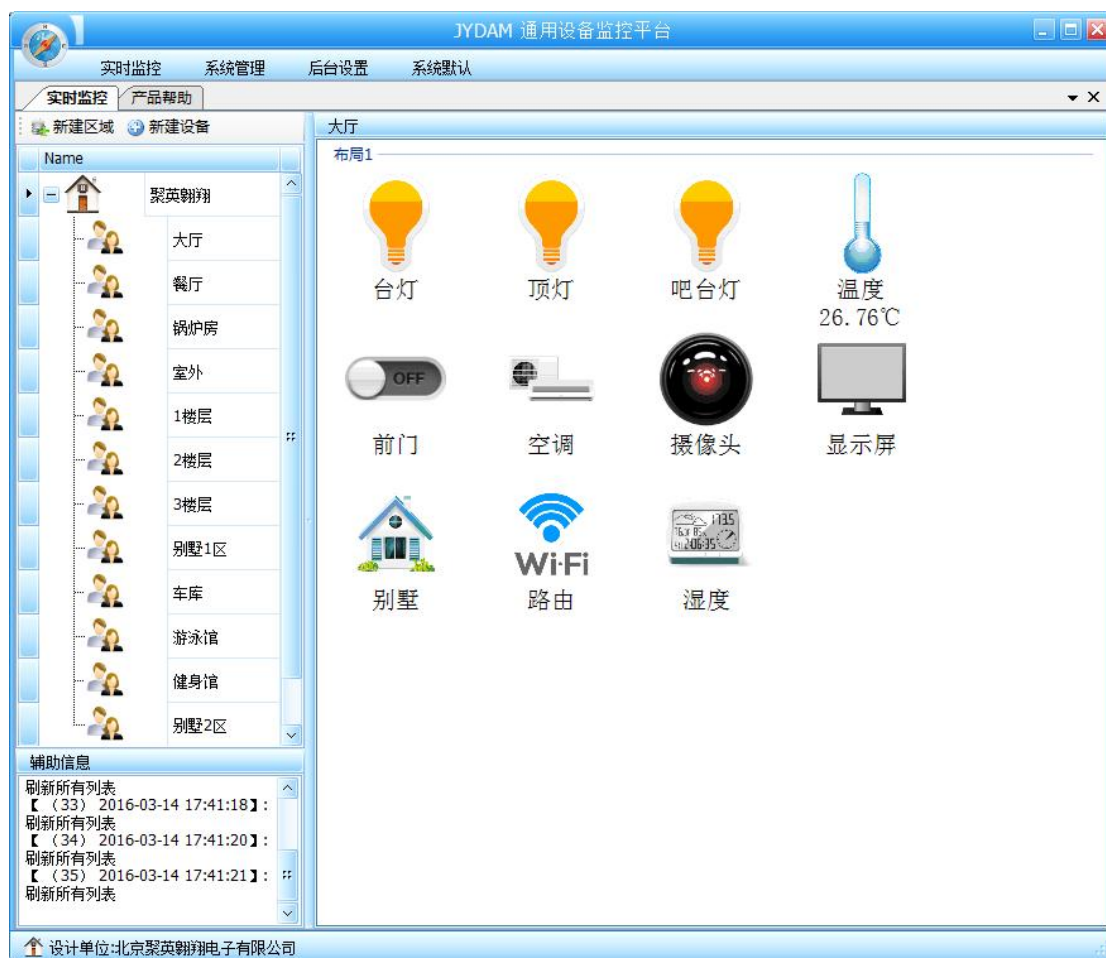 JYDAM 通用设备监控平台
实时监控 系统管理 后台设置 系统默认
实时监控 产品帮助
新建区域 新建设备
大厅
Name
布局1
聚英翱翔
大厅
餐厅
锅炉房
室外
1楼层
2楼层
3楼层
别墅1区
车库
游泳馆
健身馆
别墅2区
台灯 顶灯 吧台灯 温度
26.76℃
OFF
前门 空调 摄像头 显示屏
Wi-Fi
别墅 路由 湿度
辅助信息
刷新所有列表
【 (33) 2016-03-14 17:41:18】:
刷新所有列表
【 (34) 2016-03-14 17:41:20】:
刷新所有列表
【 (35) 2016-03-14 17:41:21】:
刷新所有列表
设计单位:北京聚英翱翔电子有限公司